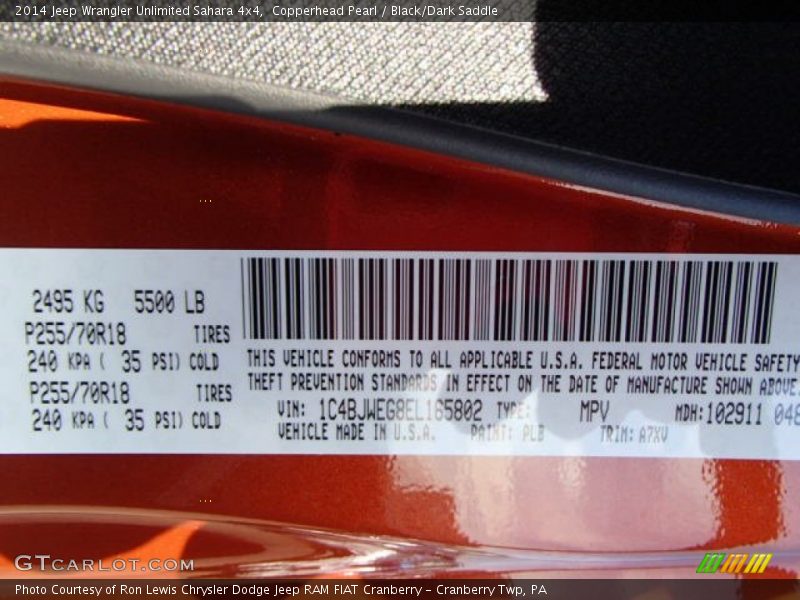 2014 Jeep Wrangler Unlimited Sahara 4x4, Copperhead Pearl / Black/Dark Saddle
2495 KG 5500 LB
P255/70R18 TIRES
240 KPA ( 35 PSI) COLD
P255/70R18 TIRES
240 KPA ( 35 PSI) COLD
THIS VEHICLE CONFORMS TO ALL APPLICABLE U.S.A. FEDERAL MOTOR VEHICLE SAFETY
THEFT PREVENTION STANDARDS IN EFFECT ON THE DATE OF MANUFACTURE SHOWN ABOVE.
VIN: 1C4BJWEG8EL165802 TYPE: MPV MDH:102911 048
VEHICLE MADE IN U.S.A. PAINT: PLB TRIM: A7XV
GTCARLOT.COM
Photo Courtesy of Ron Lewis Chrysler Dodge Jeep RAM FIAT Cranberry – Cranberry Twp, PA